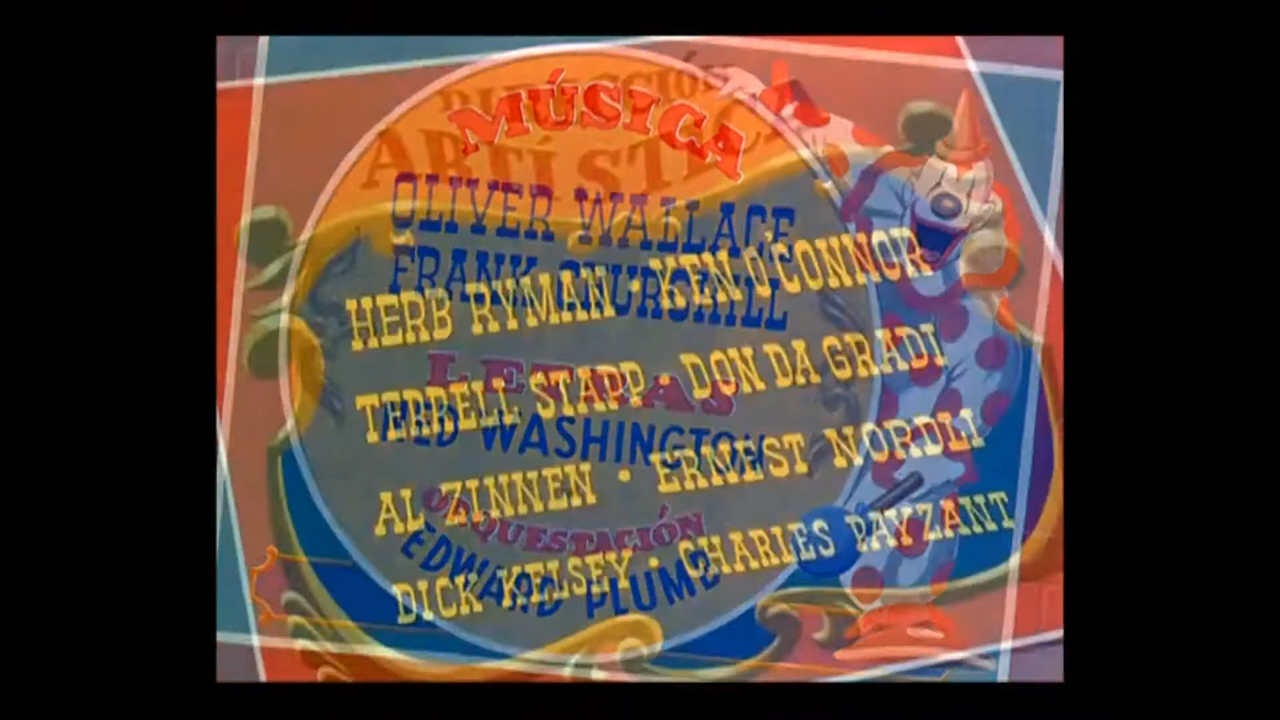 DIRECCIÓN
ARTÍSTICA
HERB RYMAN · KEN O'CONNOR
TERRELL STAPP · DON DA GRADI
AL ZINNEN · ERNEST NORDLI
DICK KELSEY · CHARLES PAYZANT
MÚSICA
OLIVER WALLACE
FRANK CHURCHILL
LETRAS
NED WASHINGTON
ORQUESTACIÓN
EDWARD PLUMB